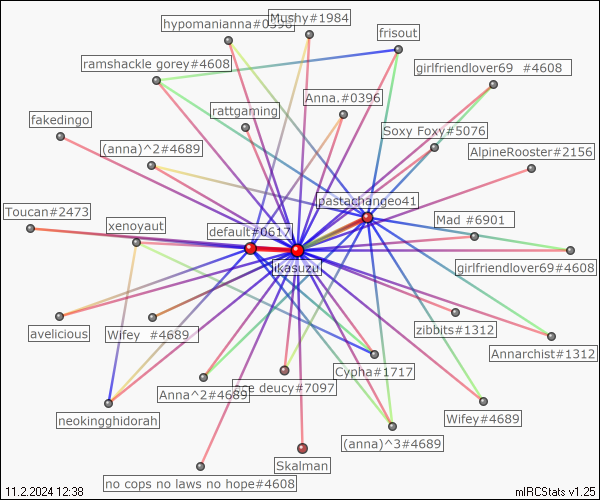 hypomanianna#0396
Mushy#1984
frisout
ramshackle gorey#4608
girlfriendlover69 #4608
rattgaming
Anna.#0396
fakedingo
Soxy Foxy#5076
(anna)^2#4689
AlpineRooster#2156
pastachangeo41
Toucan#2473
xenoyaut
default#0617
Mad #6901
jikasuzu
girlfriendlover69#4608
avelicious
Wifey #4689
zibbits#1312
Annarchist#1312
Cypha#1717
Anna^2#4689
deucy#7097
neokingghidorah
Wifey#4689
(anna)^3#4689
Skalman
no cops no laws no hope#4608
11.2.2024 12:38
mIRCStats v1.25